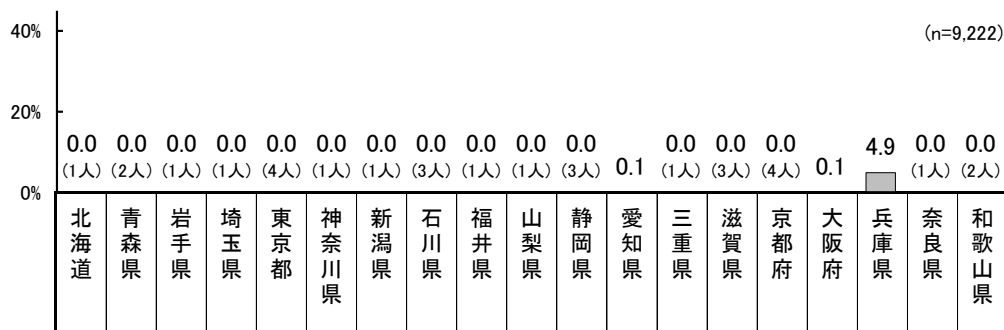 40%
(n=9,222)
20%
0.0 0.0 0.0 0.0 0.0 0.0 0.0 0.0 0.0 0.0 0.0 0.1 0.0 0.0 0.0 0.1 4.9 0.0 0.0
(1人) (2人) (1人) (1人) (4人) (1人) (1人) (3人) (1人) (1人) (3人) (1人) (3人) (4人) (1人) (2人)
0%
北海道
青森県
岩手県
埼玉県
東京都
神奈川県
新潟県
石川県
福井県
山梨県
静岡県
愛知県
三重県
滋賀県
京都府
大阪府
兵庫県
奈良県
和歌山県